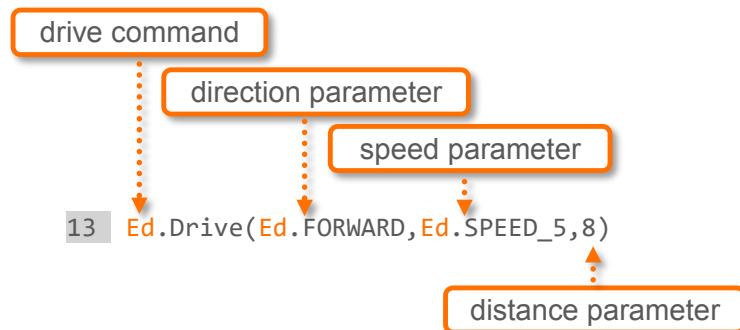 drive command
direction parameter
speed parameter
13 Ed.Drive(Ed.FORWARD,Ed.SPEED_5,8)
distance parameter